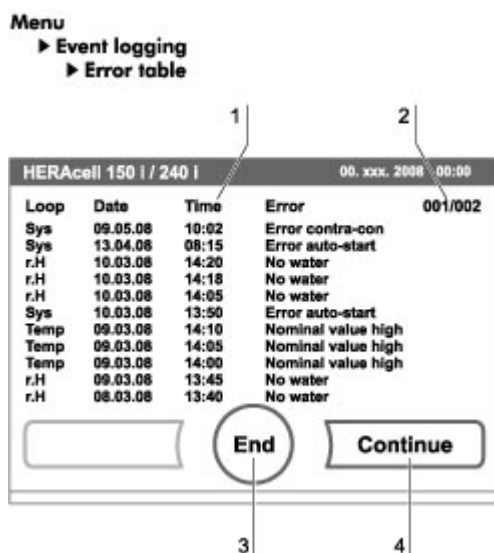 Menu
▶ Event logging
▶ Error table
1 2
HERAcell 150 i / 240 i 00. xxx. 2008 00:00
Loop Date Time Error 001/002
Sys 09.05.08 10:02 Error contra-con
Sys 13.04.08 08:15 Error auto-start
r.H 10.03.08 14:20 No water
r.H 10.03.08 14:18 No water
r.H 10.03.08 14:05 No water
Sys 10.03.08 13:50 Error auto-start
Temp 09.03.08 14:10 Nominal value high
Temp 09.03.08 14:05 Nominal value high
Temp 09.03.08 14:00 Nominal value high
r.H 09.03.08 13:45 No water
r.H 08.03.08 13:40 No water
End Continue
3 4